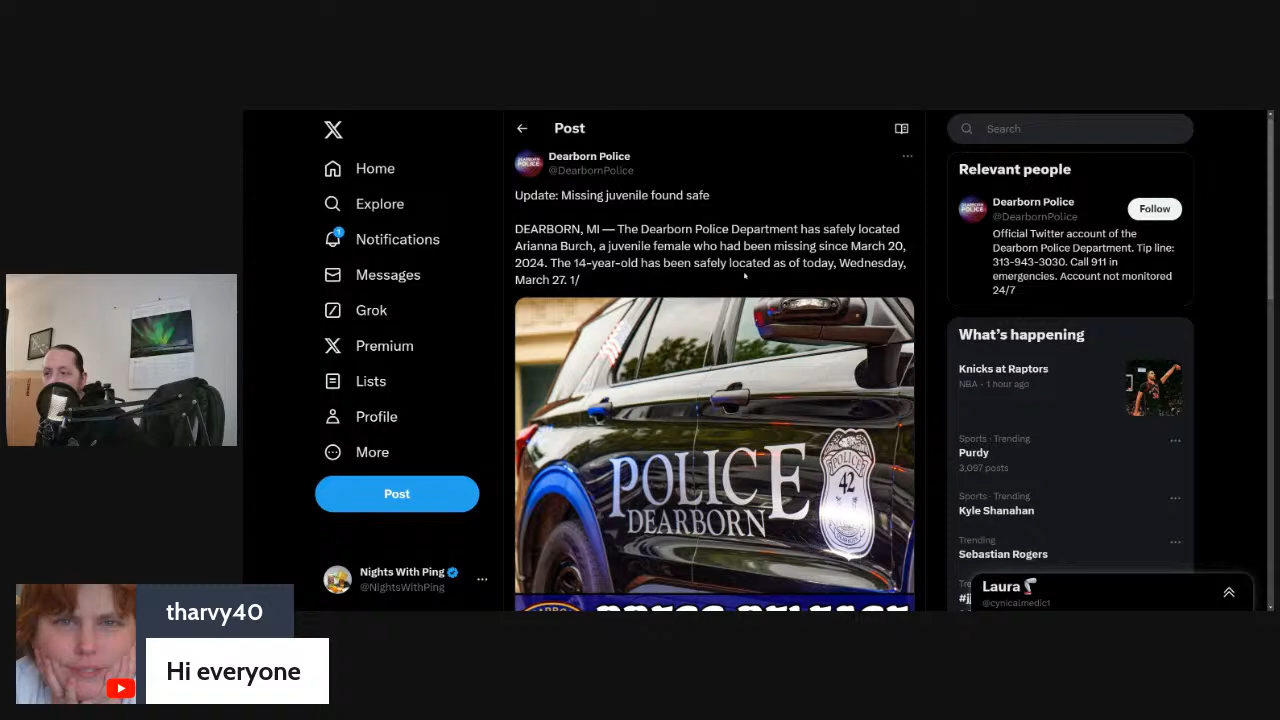 Home
Explore
1
Notifications
Messages
Grok
Premium
Lists
Profile
More
Post
Nights With Ping
@NightsWithPing
Post
Dearborn Police
@DearbornPolice
Update: Missing juvenile found safe
DEARBORN, MI — The Dearborn Police Department has safely located
Arianna Burch, a juvenile female who had been missing since March 20,
2024. The 14-year-old has been safely located as of today, Wednesday,
March 27. 1/
POLICE
DEARBORN
POLICE
42
PRESS RELEASE
Search
Relevant people
Dearborn Police
@DearbornPolice
Follow
Official Twitter account of the
Dearborn Police Department. Tip line:
313-943-3030. Call 911 in
emergencies. Account not monitored
24/7
What's happening
Knicks at Raptors
NBA · 1 hour ago
Sports · Trending
Purdy
3,097 posts
Sports · Trending
Kyle Shanahan
Trending
Sebastian Rogers
Laura
@cynicalmedic1
tharvy40
Hi everyone